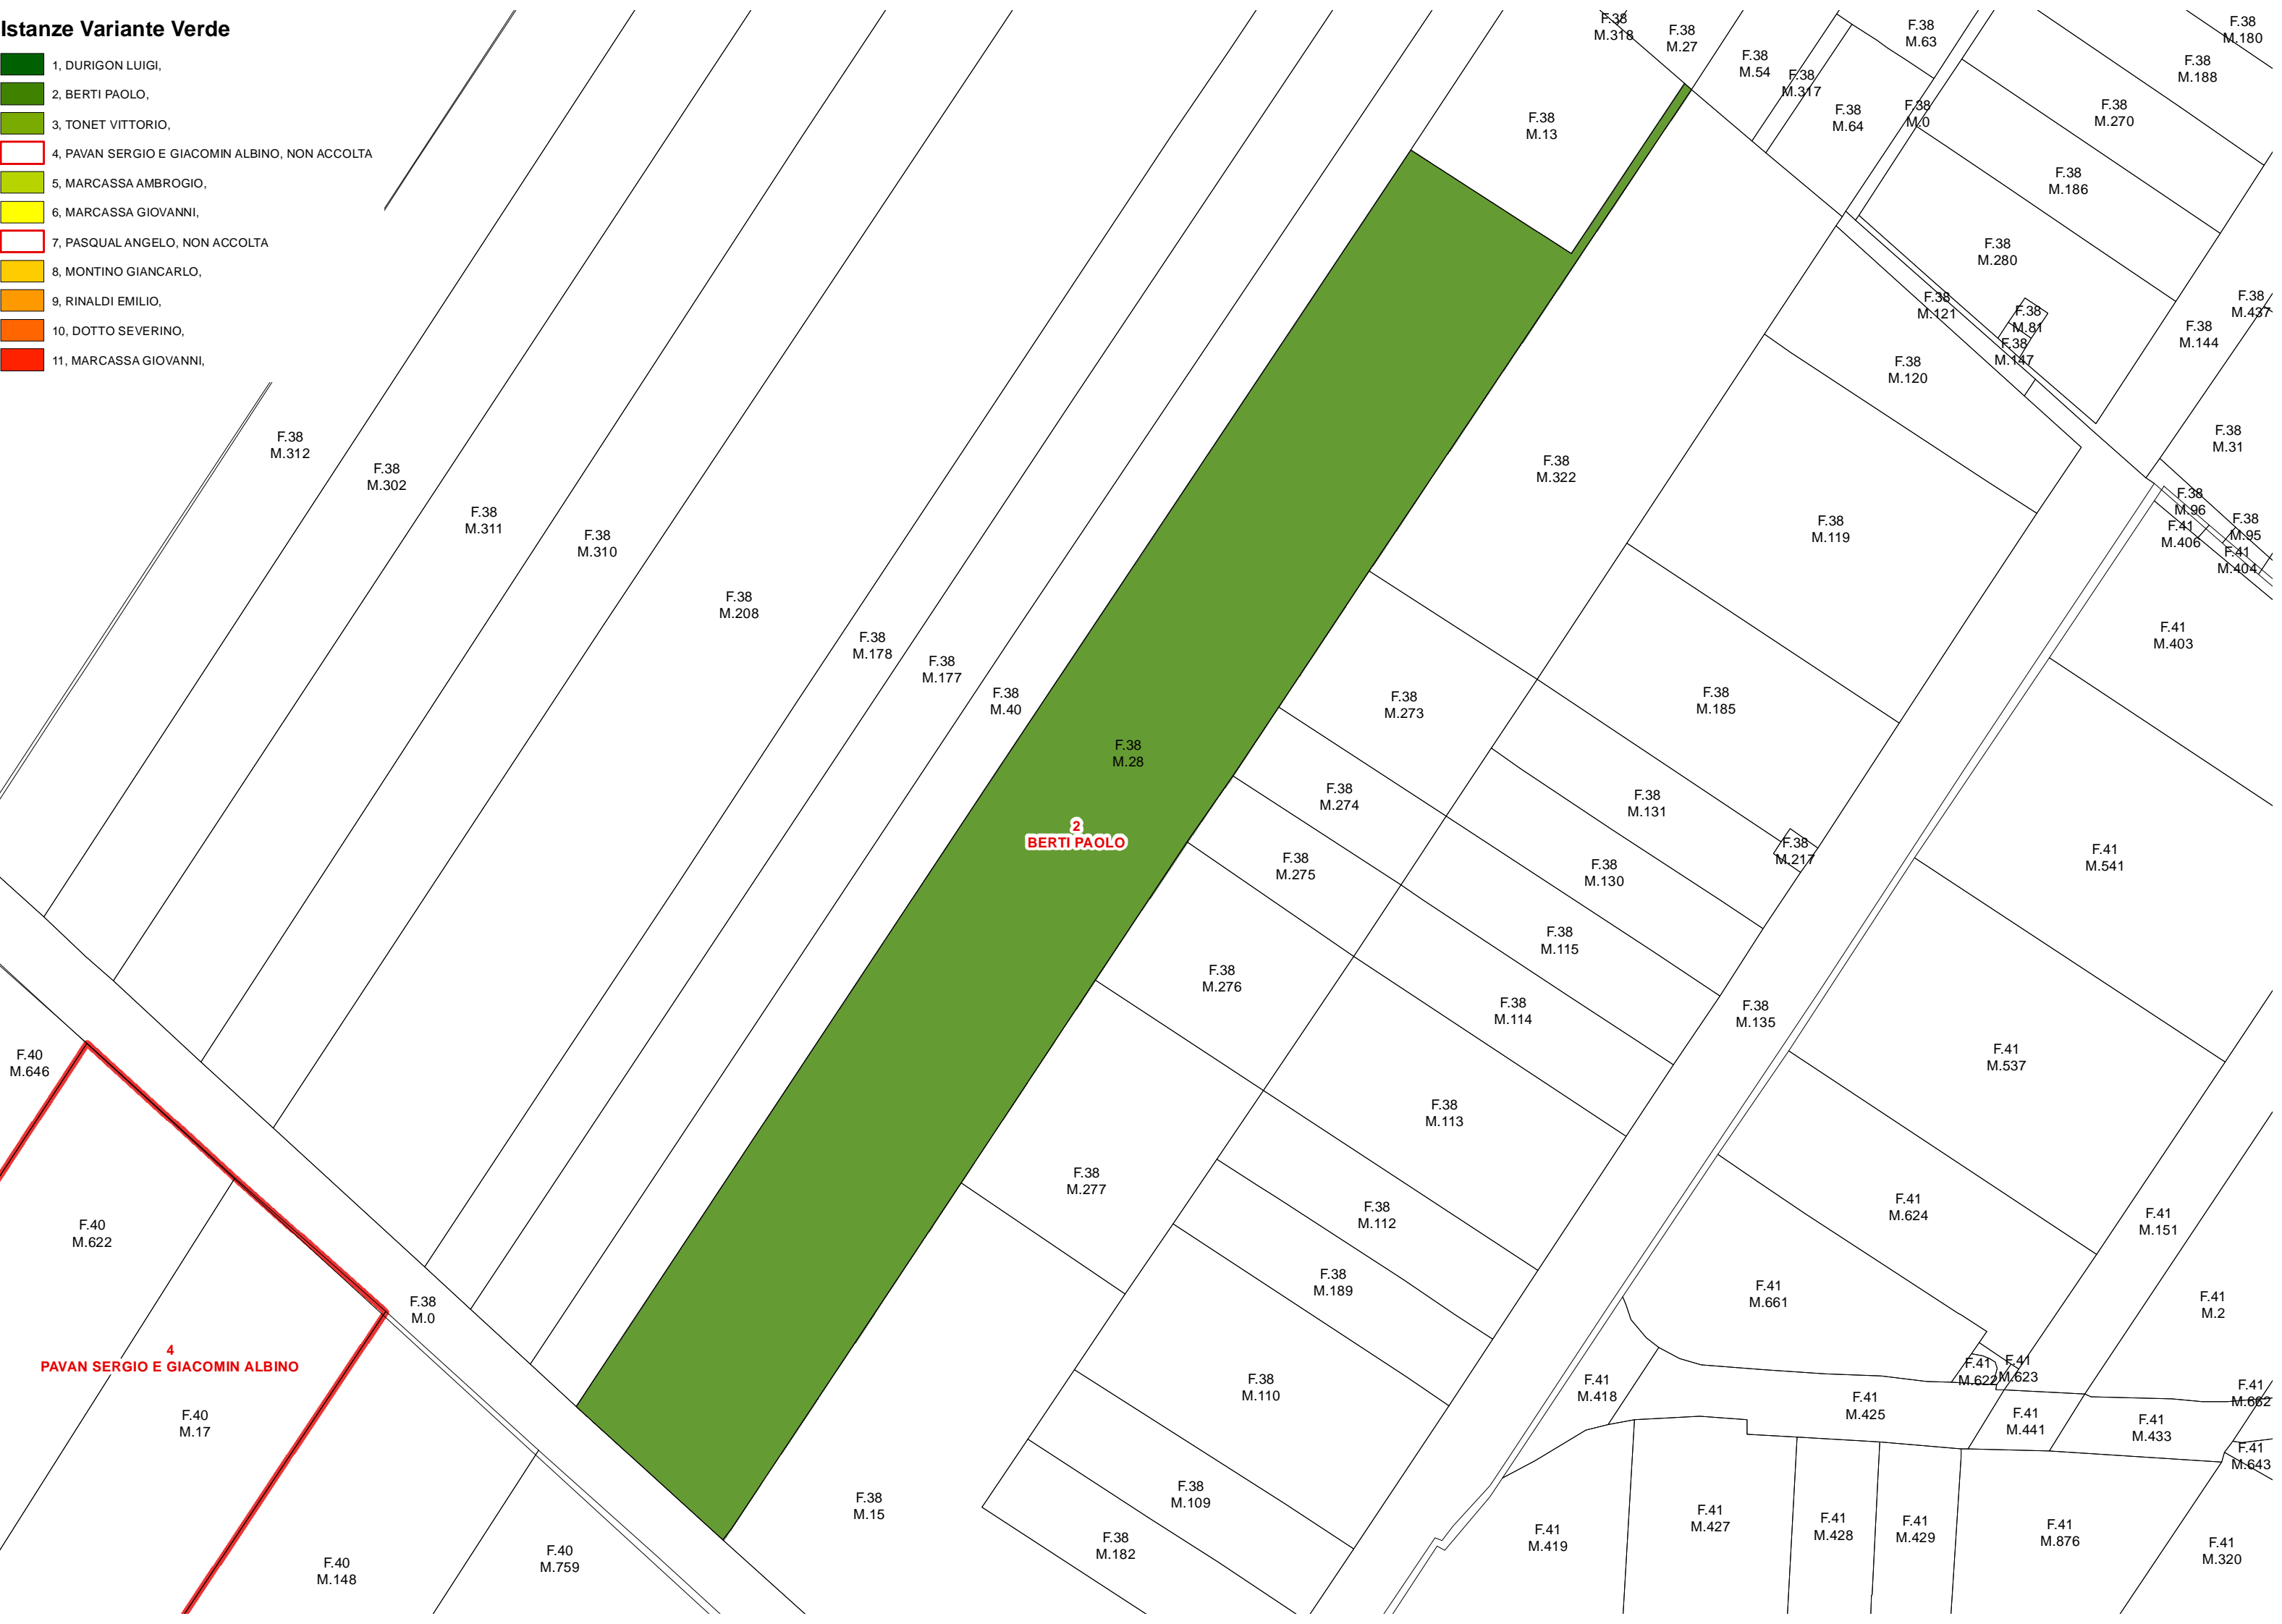 Istanze Variante Verde
1, DURIGON LUIGI,
2, BERTI PAOLO,
3, TONET VITTORIO,
4, PAVAN SERGIO E GIACOMIN ALBINO, NON ACCOLTA
5, MARCASSA AMBROGIO,
6, MARCASSA GIOVANNI,
7, PASQUAL ANGELO, NON ACCOLTA
8, MONTINO GIANCARLO,
9, RINALDI EMILIO,
10, DOTTO SEVERINO,
11, MARCASSA GIOVANNI,
F.38
M.318
F.38
M.27
F.38
M.54
F.38
M.317
F.38
M.63
F.38
M.180
F.38
M.188
F.38
M.13
F.38
M.64
F.38
M.0
F.38
M.270
F.38
M.186
F.38
M.280
F.38
M.121
F.38
M.81
F.38
M.147
F.38
M.437
F.38
M.144
F.38
M.120
F.38
M.31
F.38
M.312
F.38
M.302
F.38
M.311
F.38
M.310
F.38
M.322
F.38
M.119
F.38
M.96
F.41
M.406
F.38
M.95
F.41
M.404
F.38
M.208
F.38
M.178
F.38
M.177
F.38
M.40
F.41
M.403
F.38
M.273
F.38
M.185
F.38
M.28
2
BERTI PAOLO
F.38
M.274
F.38
M.131
F.38
M.217
F.41
M.541
F.38
M.275
F.38
M.130
F.38
M.115
F.38
M.276
F.38
M.114
F.38
M.135
F.41
M.537
F.40
M.646
F.38
M.113
F.38
M.277
F.38
M.112
F.41
M.624
F.41
M.151
F.40
M.622
F.38
M.189
F.41
M.661
F.41
M.2
F.38
M.0
4
PAVAN SERGIO E GIACOMIN ALBINO
F.38
M.110
F.41
M.418
F.41
M.622
F.41
M.623
F.41
M.662
F.41
M.425
F.41
M.441
F.41
M.433
F.40
M.17
F.41
M.643
F.38
M.15
F.38
M.109
F.41
M.427
F.41
M.428
F.41
M.429
F.41
M.876
F.41
M.419
F.41
M.320
F.38
M.182
F.40
M.759
F.40
M.148